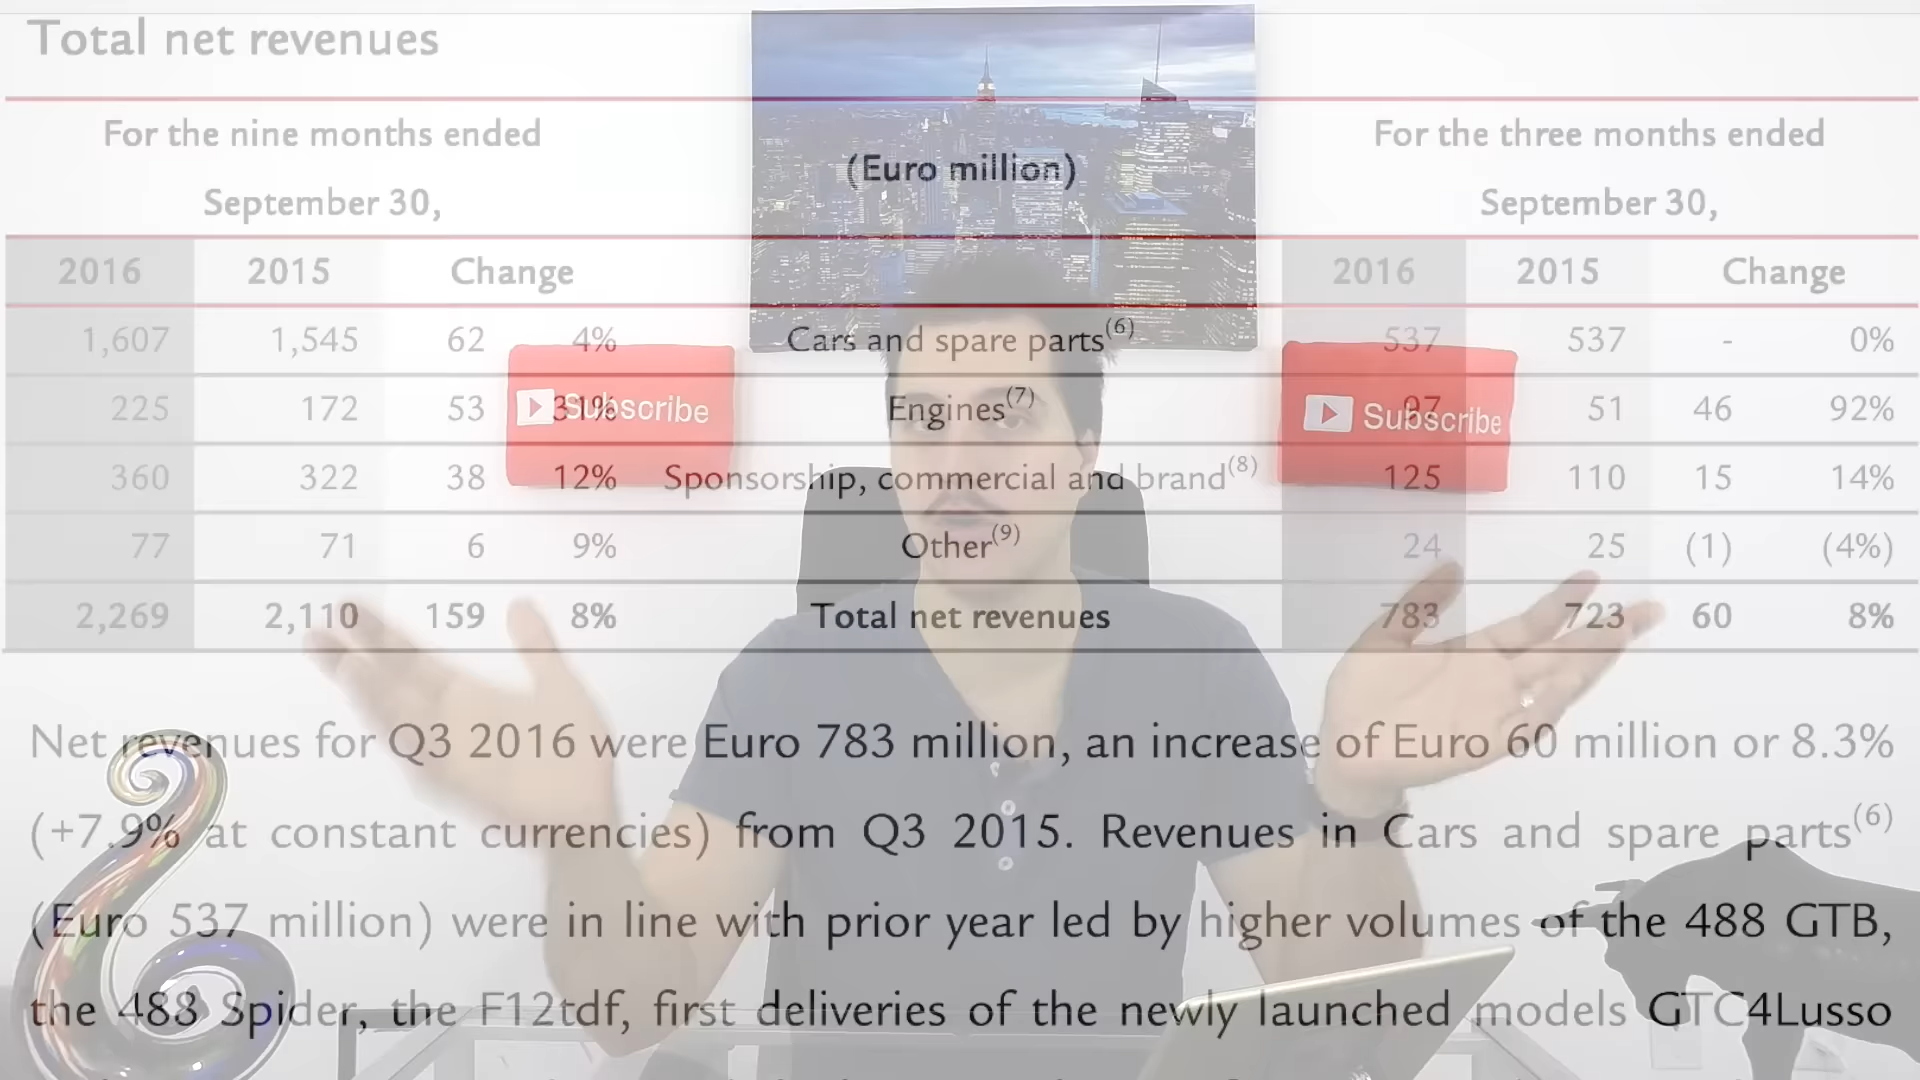 Total net revenues
For the nine months ended (Euro million) For the three months ended
September 30, September 30,
2016 2015 Change 2016 2015 Change
1,607 1,545 62 4% Cars and spare parts(6) 537 537 - 0%
225 172 53 31% Engines(7) 97 51 46 92%
Subscribe Subscribe
360 322 38 12% Sponsorship, commercial and brand(8) 125 110 15 14%
77 71 6 9% Other(9) 24 25 (1) (4%)
2,269 2,110 159 8% Total net revenues 783 723 60 8%
Net revenues for Q3 2016 were Euro 783 million, an increase of Euro 60 million or 8.3%
(+7.9% at constant currencies) from Q3 2015. Revenues in Cars and spare parts(6)
(Euro 537 million) were in line with prior year led by higher volumes of the 488 GTB,
the 488 Spider, the F12tdf, first deliveries of the newly launched models GTC4Lusso